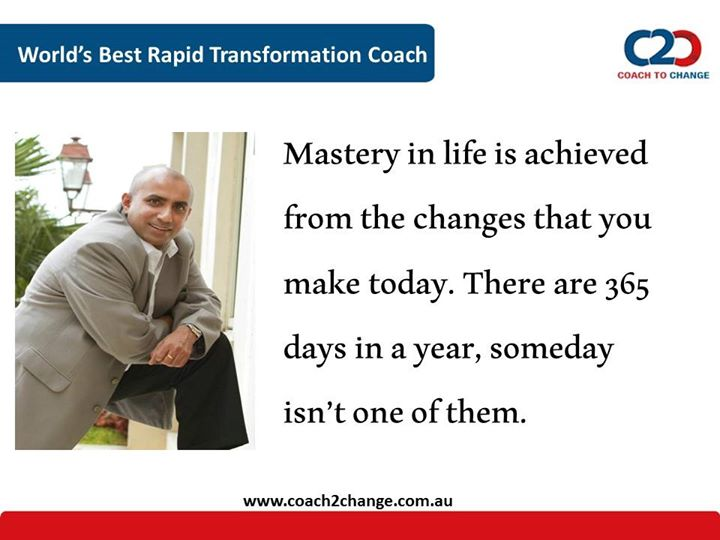 World's Best Rapid Transformation Coach
C2C
COACH TO CHANGE
Mastery in life is achieved
from the changes that you
make today. There are 365
days in a year, someday
isn't one of them.
www.coach2change.com.au